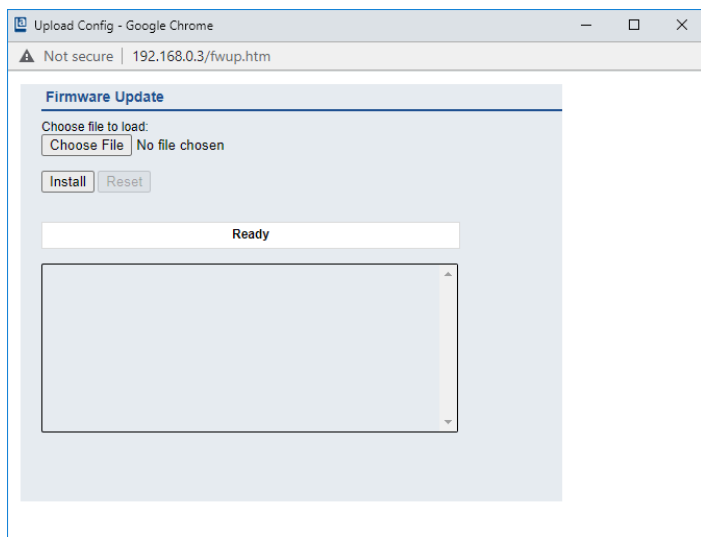 Upload Config - Google Chrome
Not secure | 192.168.0.3/fwup.htm
Firmware Update
Choose file to load:
Choose File No file chosen
Install Reset
Ready